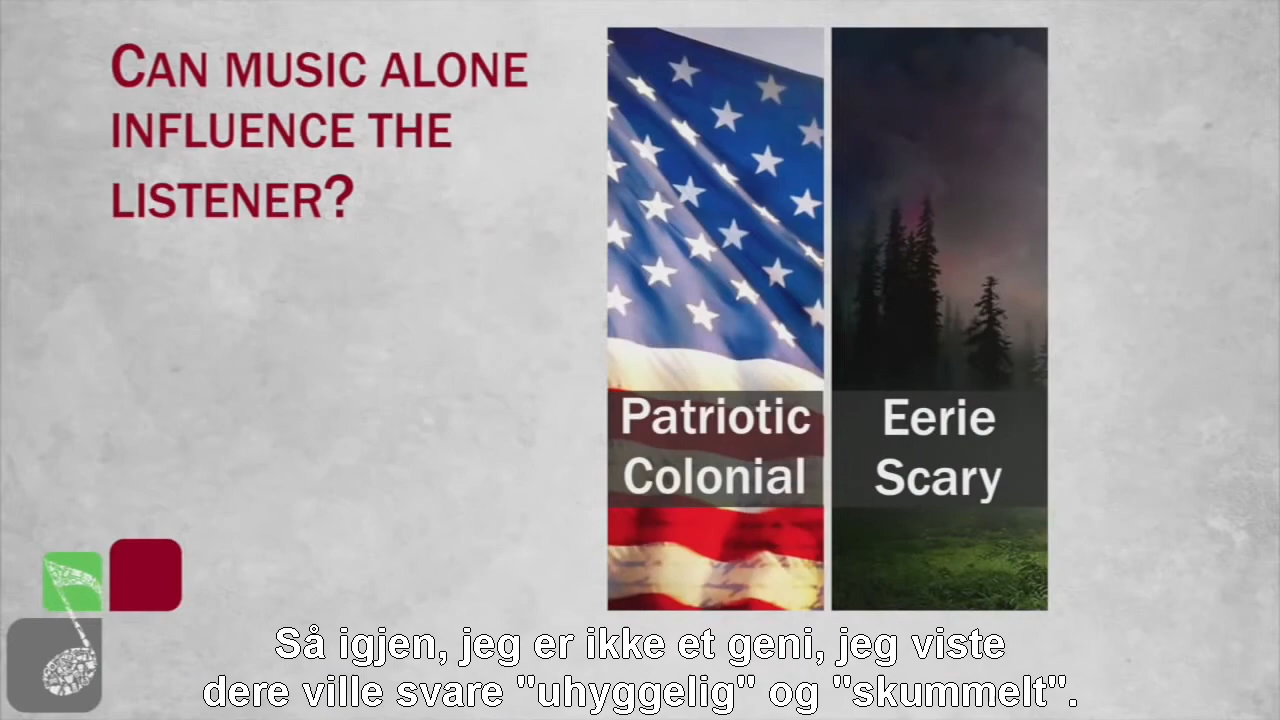 CAN MUSIC ALONE
INFLUENCE THE
LISTENER?
Patriotic
Colonial
Eerie
Scary
Så igjen, jeg er ikke et geni, jeg viste
dere ville svare "uhyggelig" og "skummelt".